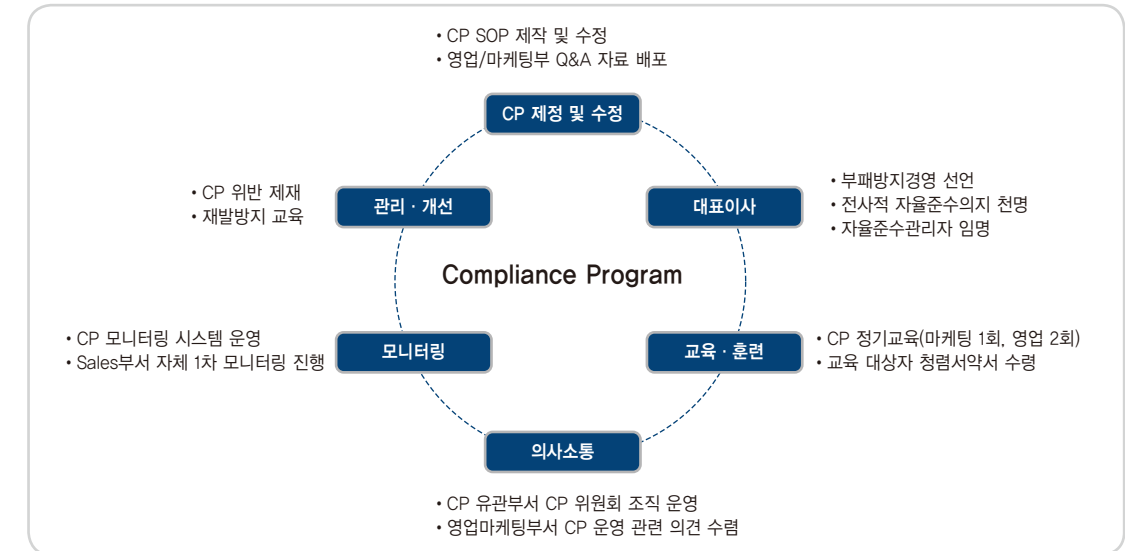 • CP SOP 제작 및 수정
• 영업/마케팅부 Q&A 자료 배포
CP 제정 및 수정
• CP 위반 제재
• 재발방지 교육
관리 · 개선
대표이사
• 부패방지경영 선언
• 전사적 자율준수의지 천명
• 자율준수관리자 임명
Compliance Program
• CP 모니터링 시스템 운영
• Sales부서 자체 1차 모니터링 진행
모니터링
교육 · 훈련
• CP 정기교육(마케팅 1회, 영업 2회)
• 교육 대상자 청렴서약서 수령
의사소통
• CP 유관부서 CP 위원회 조직 운영
• 영업마케팅부서 CP 운영 관련 의견 수렴